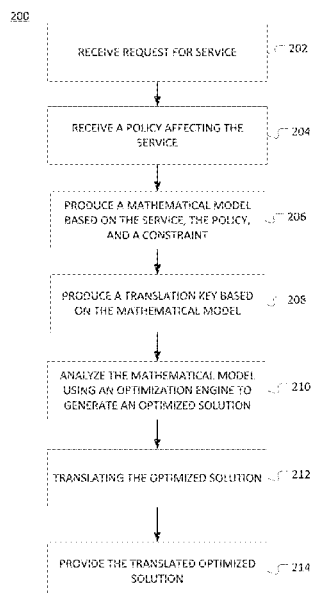 200
RECEIVE REQUEST FOR SERVICE
202
RECEIVE A POLICY AFFECTING THE
SERVICE
204
PRODUCE A MATHEMATICAL MODEL
BASED ON THE SERVICE, THE POLICY,
AND A CONSTRAINT
206
PRODUCE A TRANSLATION KEY BASED
ON THE MATHEMATICAL MODEL
208
ANALYZE THE MATHEMATICAL MODEL
USING AN OPTIMIZATION ENGINE TO
GENERATE AN OPTIMIZED SOLUTION
210
TRANSLATING THE OPTIMIZED SOLUTION
212
PROVIDE THE TRANSLATED OPTIMIZED
SOLUTION
214